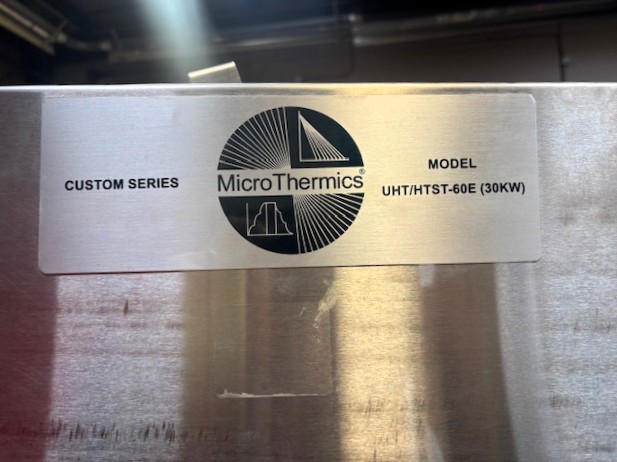 CUSTOM SERIES
MicroThermics®
MODEL
UHT/HTST-60E (30KW)